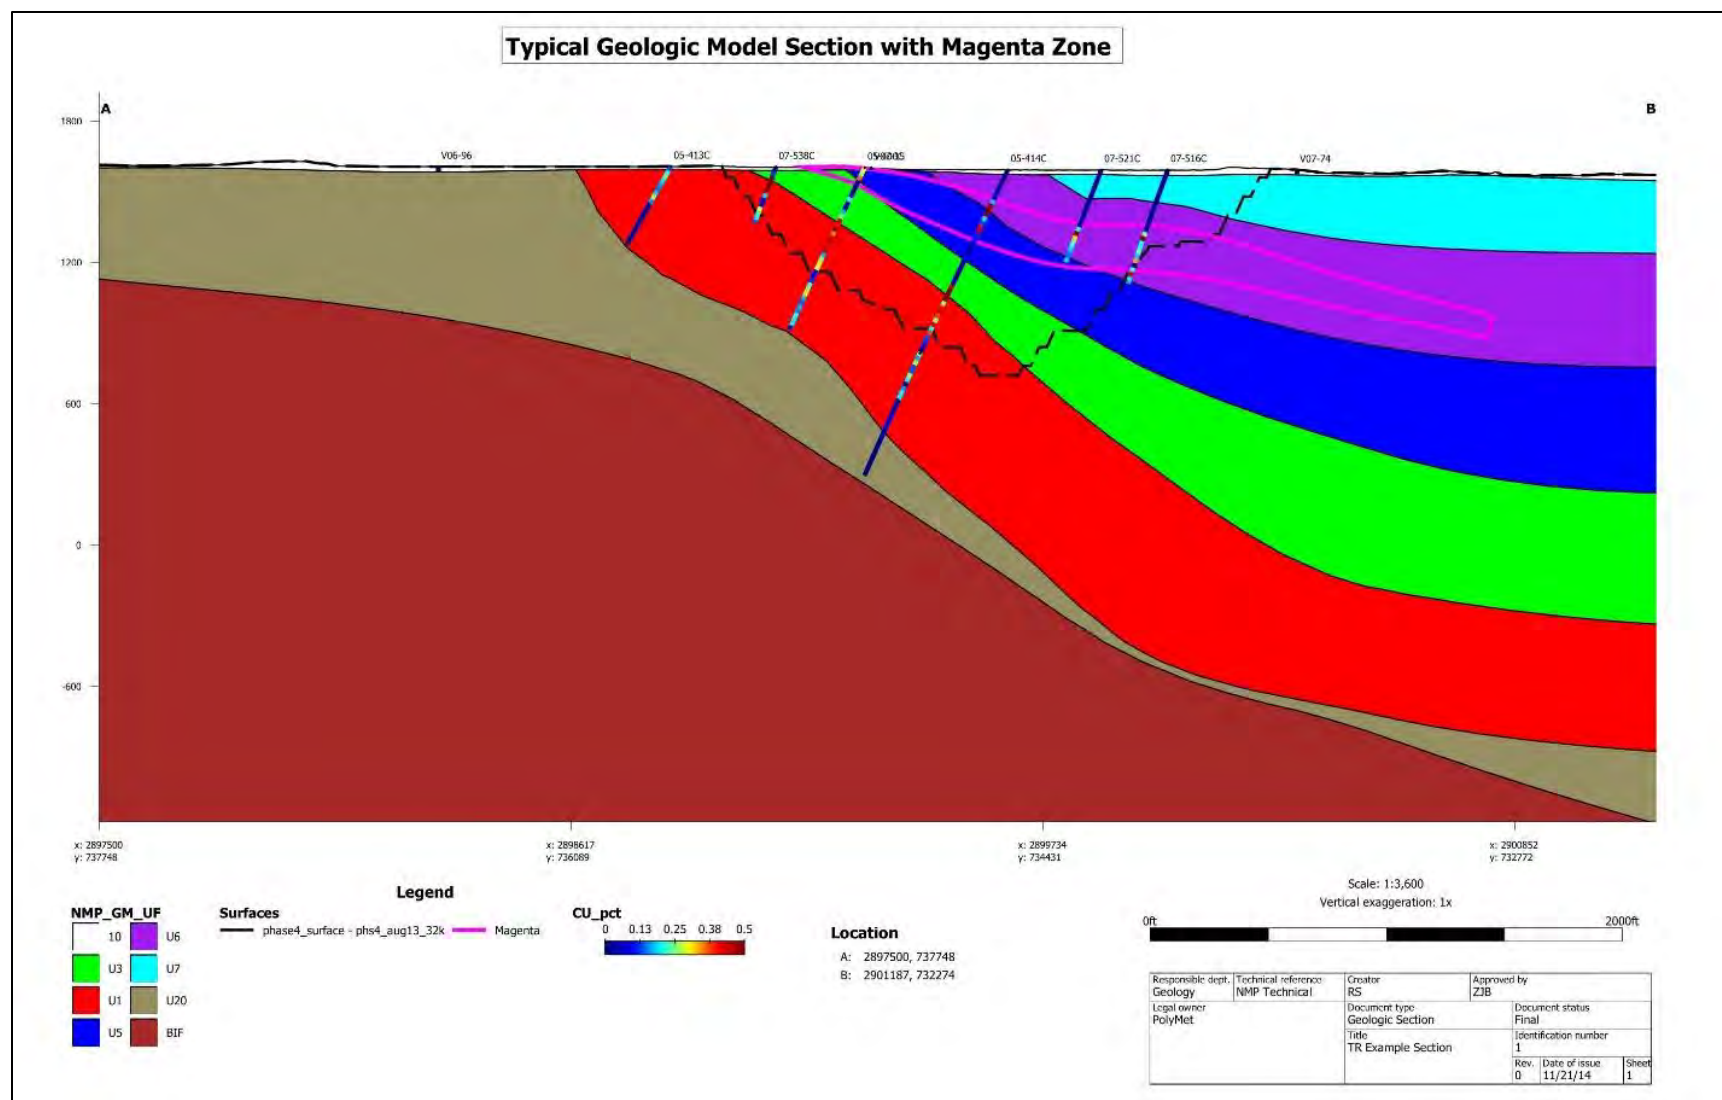 Typical Geologic Model Section with Magenta Zone
A
B
1800
1200
600
0
-600
V06-96
05-413C
07-538C
05-414C
07-521C
07-516C
V07-74
x: 2897500
y: 737748
x: 2898617
y: 736089
x: 2899734
y: 734431
x: 2900852
y: 732772
Legend
NMP_GM_UF
10
U6
U3
U7
U1
U20
U5
BIF
Surfaces
phase4_surface - phs4_aug13_32k
Magenta
CU_pct
0 0.13 0.25 0.38 0.5
Location
A: 2897500, 737748
B: 2901187, 732274
Scale: 1:3,600
Vertical exaggeration: 1x
0ft
2000ft
Responsible dept.
Geology
Technical reference
NMP Technical
Creator
RS
Approved by
ZJB
Legal owner
PolyMet
Document type
Geologic Section
Document status
Final
Title
TR Example Section
Identification number
1
Rev.
0
Date of issue
11/21/14
Sheet
1